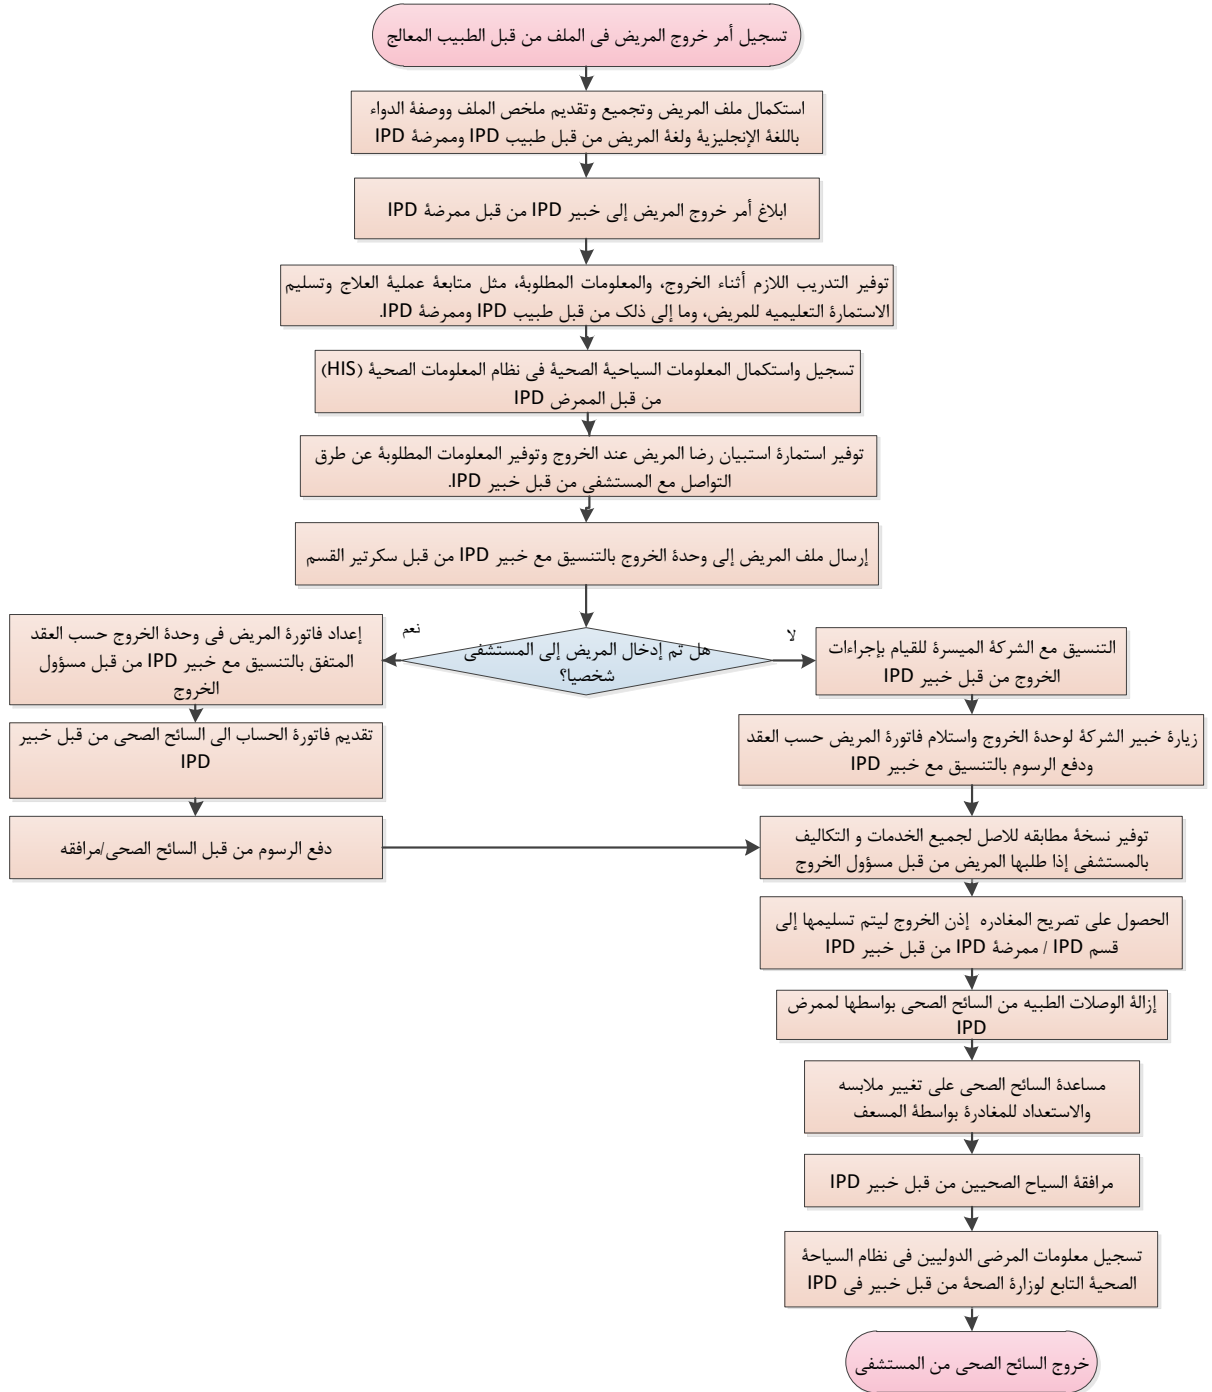 تسجيل أمر خروج المريض فى الملف من قبل الطبيب المعالج
استكمال ملف المريض وتجميع وتقديم ملخص الملف ووصفة الدواء
باللغة الإنجليزية ولغة المريض من قبل طبيب IPD وممرضة IPD
ابلاغ أمر خروج المريض إلى خبير IPD من قبل ممرضة IPD
توفير التدريب اللازم أثناء الخروج، والمعلومات المطلوبة، مثل متابعة عملية العلاج وتسليم
الاستمارة التعليميه للمريض، وما إلى ذلک من قبل طبيب IPD وممرضة IPD.
تسجيل واستكمال المعلومات السياحية الصحية فى نظام المعلومات الصحية (HIS)
من قبل الممرض IPD
توفير استمارة استبيان رضا المريض عند الخروج وتوفير المعلومات المطلوبة عن طرق
التواصل مع المستشفى من قبل خبير IPD.
إرسال ملف المريض إلى وحدة الخروج بالتنسيق مع خبير IPD من قبل سكرتير القسم
هل تم إدخال المريض إلى المستشفى
شخصيا؟
لا
نعم
التنسيق مع الشركة الميسرة للقيام بإجراءات
الخروج من قبل خبير IPD
زيارة خبير الشركة لوحدة الخروج واستلام فاتورة المريض حسب العقد
ودفع الرسوم بالتنسيق مع خبير IPD
إعداد فاتورة المريض فى وحدة الخروج حسب العقد
المتفق بالتنسيق مع خبير IPD من قبل مسؤول
الخروج
تقديم فاتورة الحساب الى السائح الصحى من قبل خبير
IPD
دفع الرسوم من قبل السائح الصحى/مرافقه
توفير نسخة مطابقه للاصل لجميع الخدمات و التكاليف
بالمستشفى إذا طلبها المريض من قبل مسؤول الخروج
الحصول على تصريح المغادره إذن الخروج ليتم تسليمها إلى
قسم IPD / ممرضة IPD من قبل خبير IPD
إزالة الوصلات الطبيه من السائح الصحى بواسطها لممرض
IPD
مساعدة السائح الصحى على تغيير ملابسه
والاستعداد للمغادرة بواسطة المسعف
مرافقة السياح الصحيين من قبل خبير IPD
تسجيل معلومات المرضى الدوليين فى نظام السياحة
الصحية التابع لوزارة الصحة من قبل خبير فى IPD
خروج السائح الصحى من المستشفى